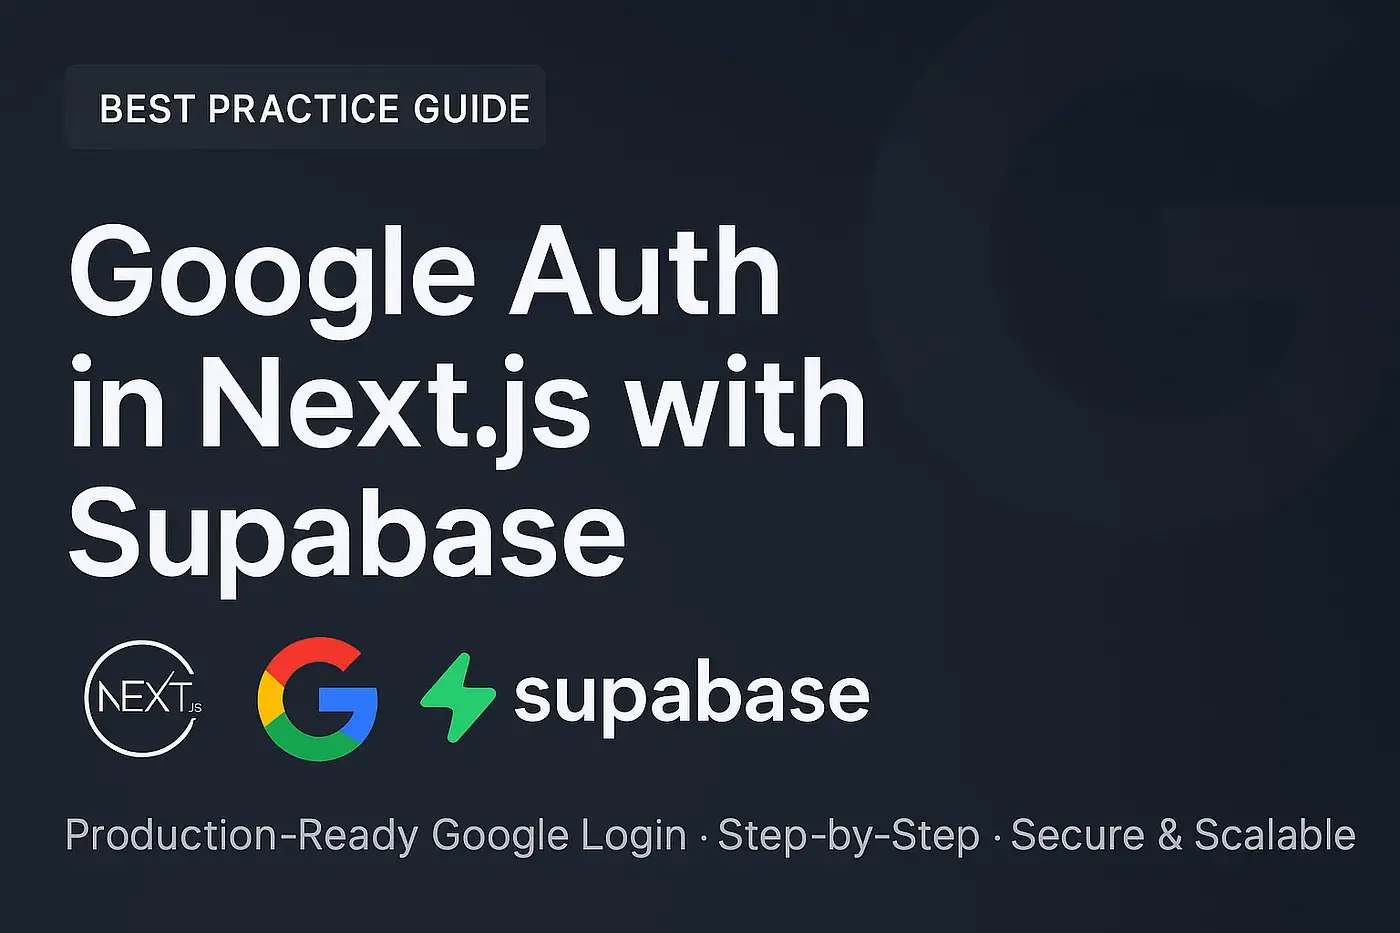 BEST PRACTICE GUIDE
Google Auth
in Next.js with
Supabase
NEXT.JS
supabase
Production-Ready Google Login · Step-by-Step · Secure & Scalable